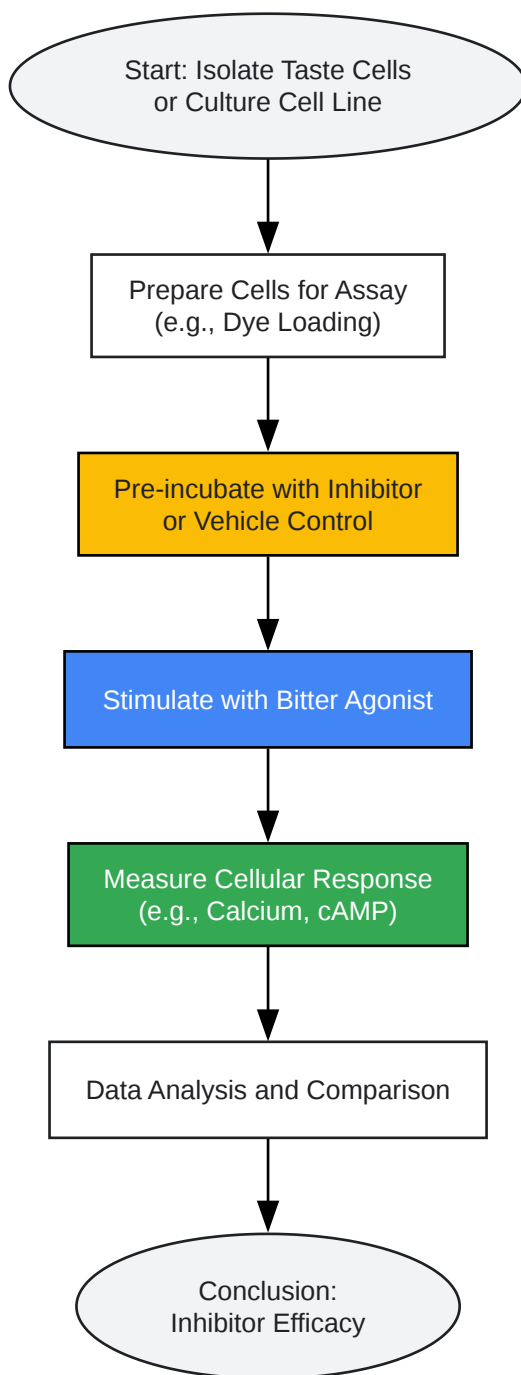 Start: Isolate Taste Cells
or Culture Cell Line
Prepare Cells for Assay
(e.g., Dye Loading)
Pre-incubate with Inhibitor
or Vehicle Control
Stimulate with Bitter Agonist
Measure Cellular Response
(e.g., Calcium, cAMP)
Data Analysis and Comparison
Conclusion:
Inhibitor Efficacy